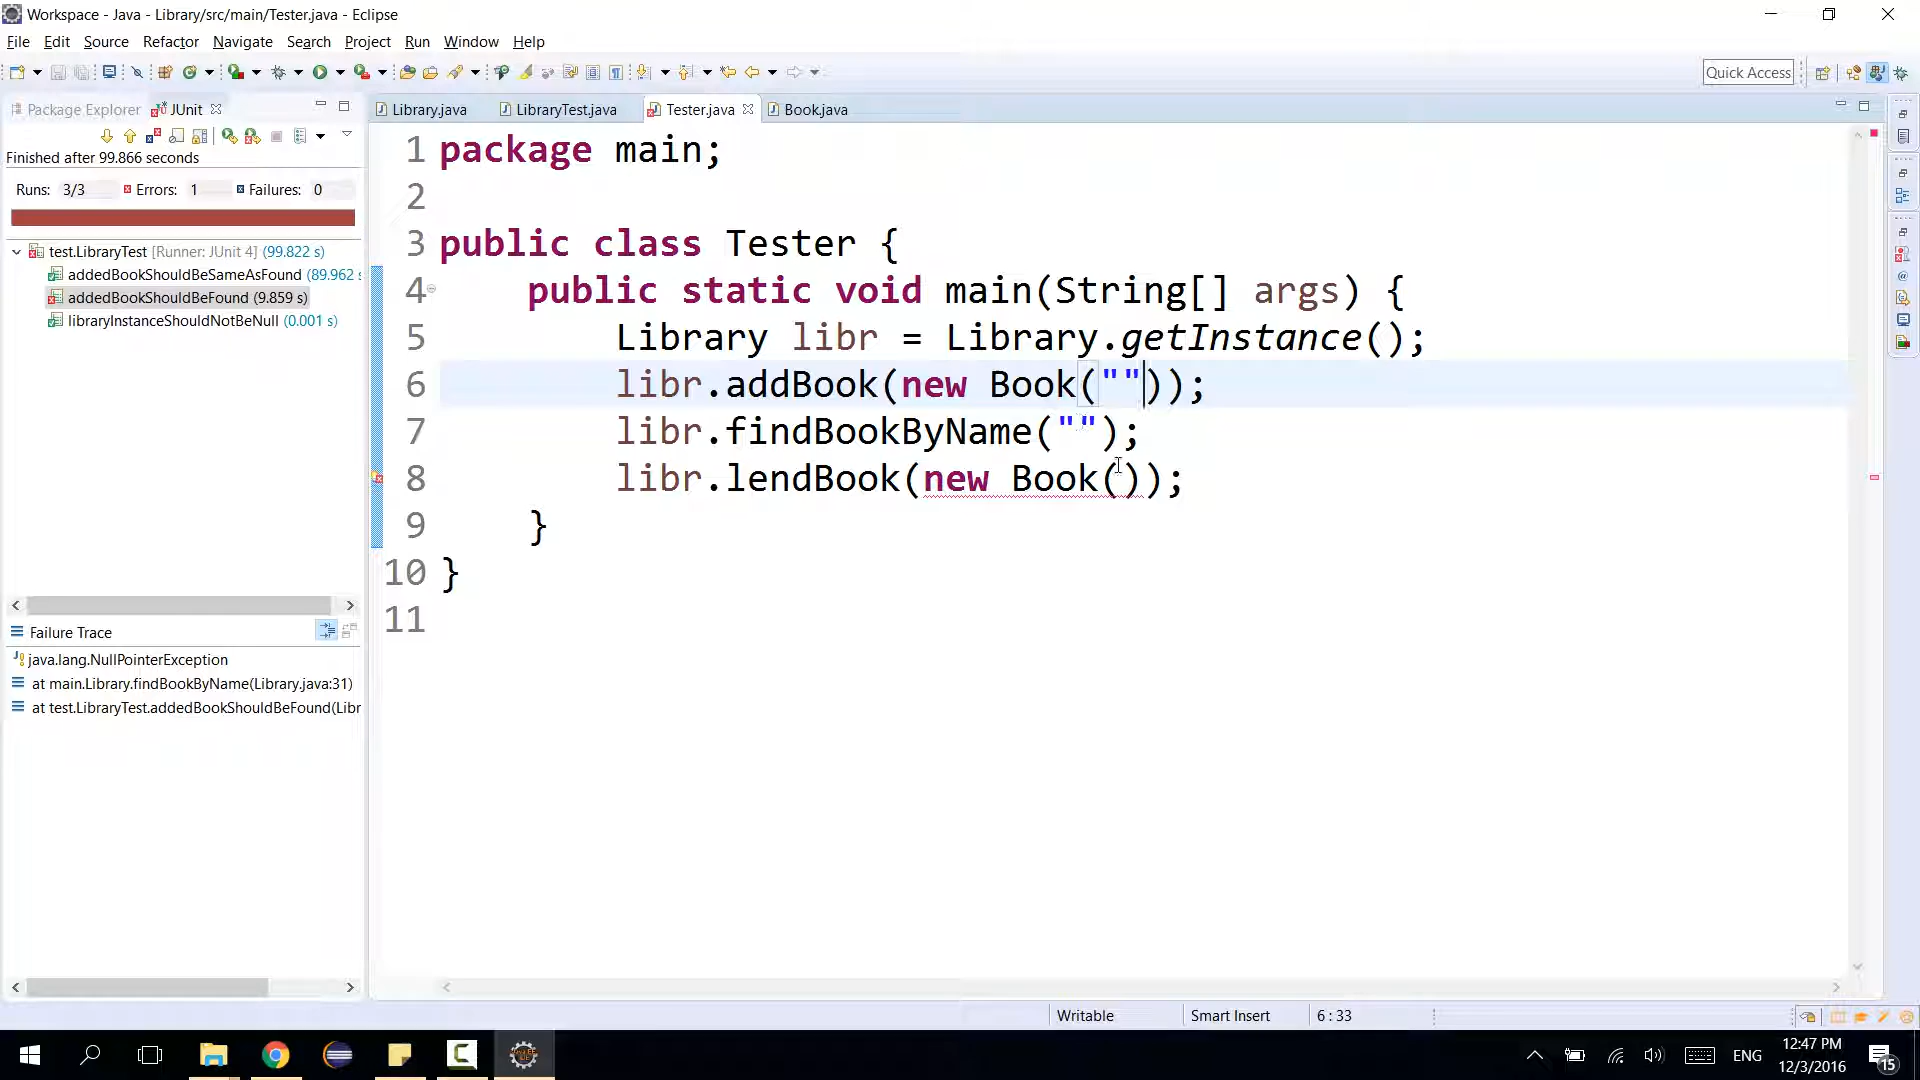 Workspace - Java - Library/src/main/Tester.java - Eclipse
File Edit Source Refactor Navigate Search Project Run Window Help
Quick Access
Package Explorer JUnit
Library.java LibraryTest.java Tester.java Book.java
Finished after 99.866 seconds
Runs: 3/3 Errors: 1 Failures: 0
test.LibraryTest [Runner: JUnit 4] (99.822 s)
addedBookShouldBeSameAsFound (89.962 s
addedBookShouldBeFound (9.859 s)
libraryInstanceShouldNotBeNull (0.001 s)
Failure Trace
java.lang.NullPointerException
at main.Library.findBookByName(Library.java:31)
at test.LibraryTest.addedBookShouldBeFound(Libr
1 package main;
2
3 public class Tester {
4 public static void main(String[] args) {
5 Library libr = Library.getInstance();
6 libr.addBook(new Book(""));
7 libr.findBookByName("");
8 libr.lendBook(new Book());
9 }
10 }
11
Writable Smart Insert 6 : 33
ENG
12:47 PM
12/3/2016
15